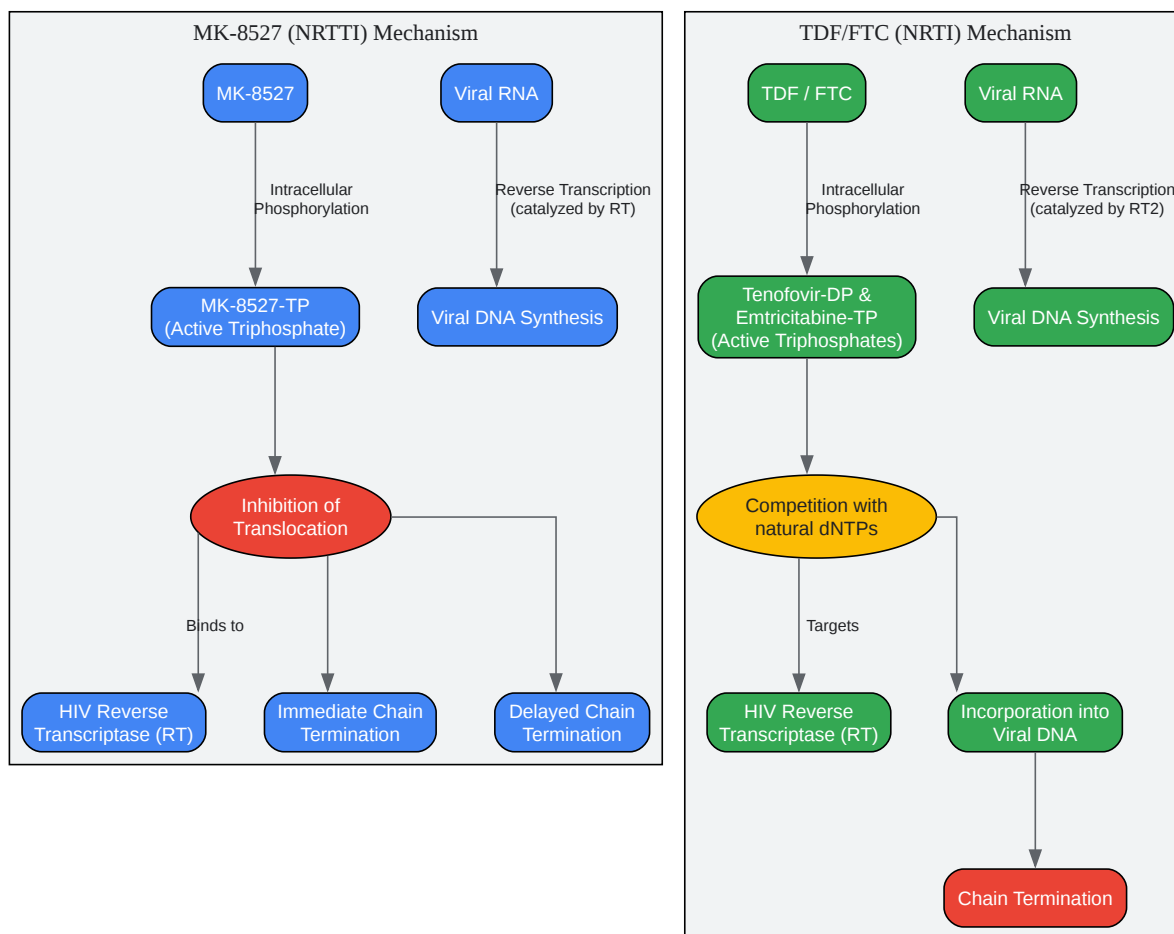 MK-8527 (NRTTI) Mechanism
MK-8527
Viral RNA
Intracellular
Phosphorylation
Reverse Transcription
(catalyzed by RT)
MK-8527-TP
(Active Triphosphate)
Viral DNA Synthesis
Inhibition of
Translocation
Binds to
HIV Reverse
Transcriptase (RT)
Immediate Chain
Termination
Delayed Chain
Termination
TDF/FTC (NRTI) Mechanism
TDF / FTC
Viral RNA
Intracellular
Phosphorylation
Reverse Transcription
(catalyzed by RT2)
Tenofovir-DP &
Emtricitabine-TP
(Active Triphosphates)
Viral DNA Synthesis
Competition with
natural dNTPs
Targets
HIV Reverse
Transcriptase (RT)
Incorporation into
Viral DNA
Chain Termination